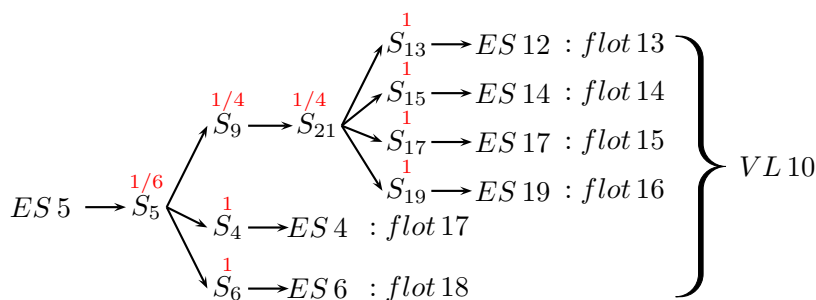 1
S13 ES 12 : flot 13
1
S15 ES 14 : flot 14
1/4 1/4
S9 S21
1
S17 ES 17 : flot 15
1
S19 ES 19 : flot 16
VL 10
1/6
ES 5 S5
1
S4 ES 4 : flot 17
1
S6 ES 6 : flot 18